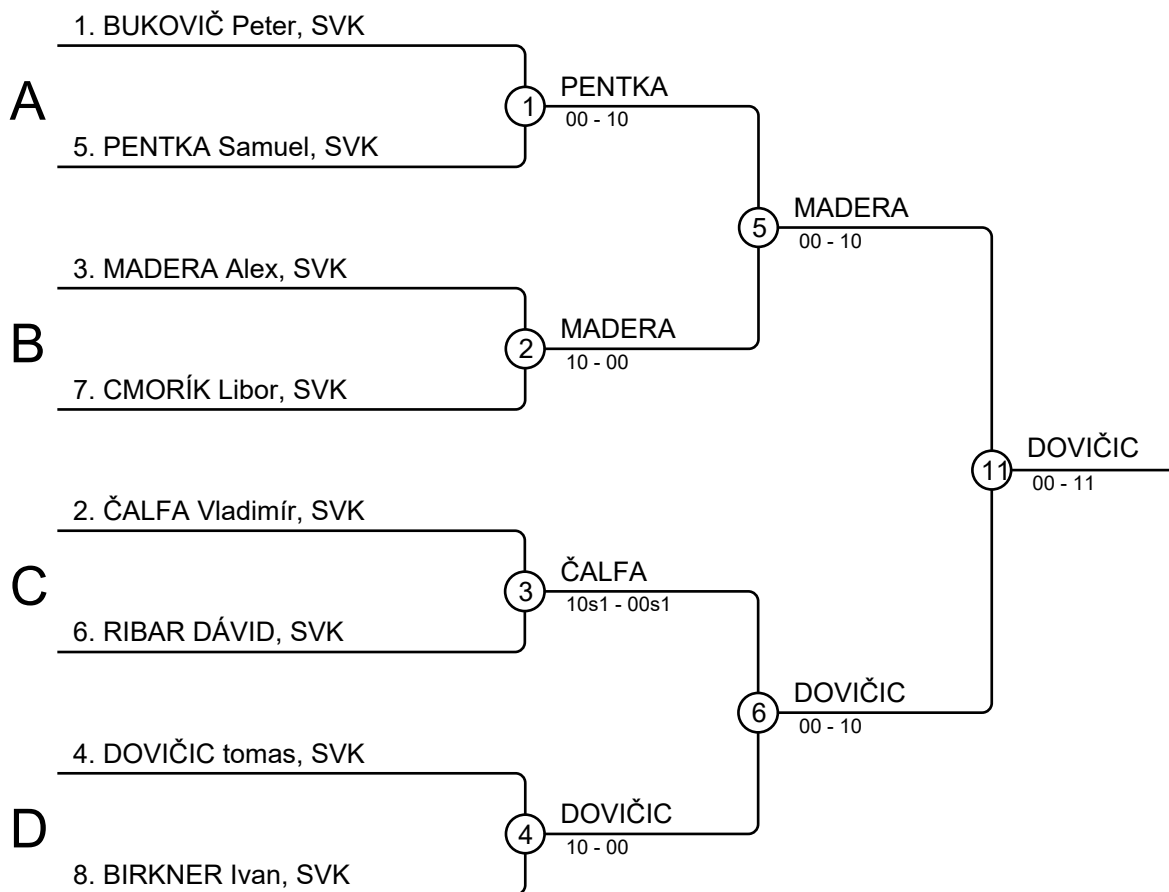 1. BUKOVIČ Peter, SVK
A
1
PENTKA
00 - 10
5. PENTKA Samuel, SVK
5
MADERA
00 - 10
3. MADERA Alex, SVK
B
2
MADERA
10 - 00
7. CMORÍK Libor, SVK
11
DOVIČIC
00 - 11
2. ČALFA Vladimír, SVK
C
3
ČALFA
10s1 - 00s1
6. RIBAR DÁVID, SVK
6
DOVIČIC
00 - 10
4. DOVIČIC tomas, SVK
D
4
DOVIČIC
10 - 00
8. BIRKNER Ivan, SVK